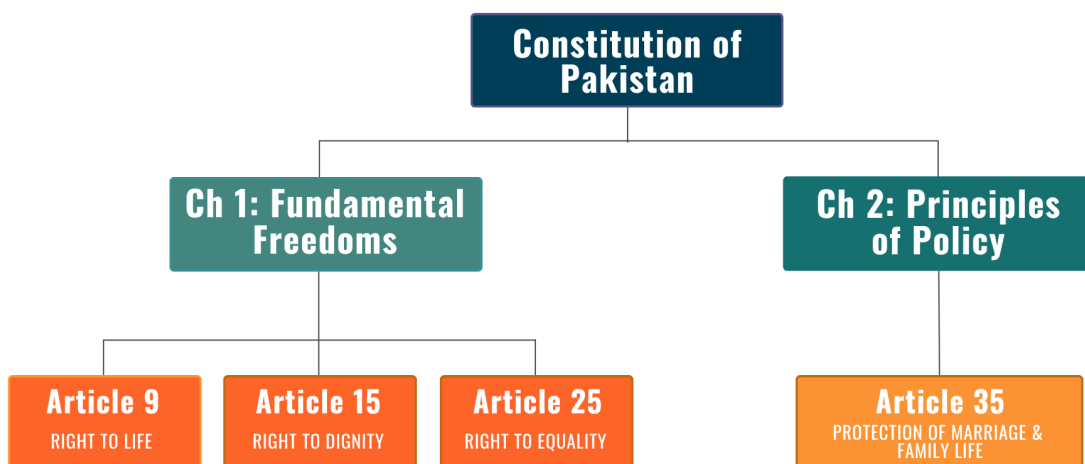 Constitution of
Pakistan
Ch 1: Fundamental
Freedoms
Ch 2: Principles
of Policy
Article 9
RIGHT TO LIFE
Article 15
RIGHT TO DIGNITY
Article 25
RIGHT TO EQUALITY
Article 35
PROTECTION OF MARRIAGE &
FAMILY LIFE